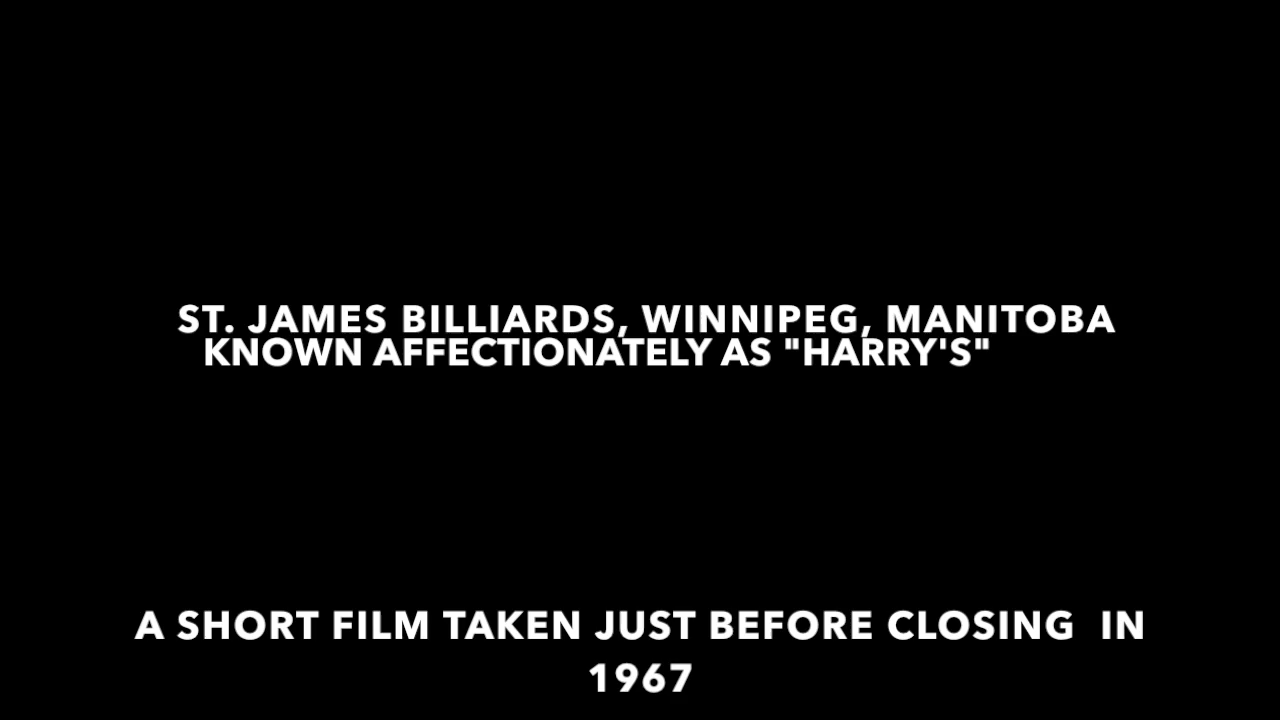 ST. JAMES BILLIARDS, WINNIPEG, MANITOBA
KNOWN AFFECTIONATELY AS "HARRY'S"
A SHORT FILM TAKEN JUST BEFORE CLOSING  IN
1967